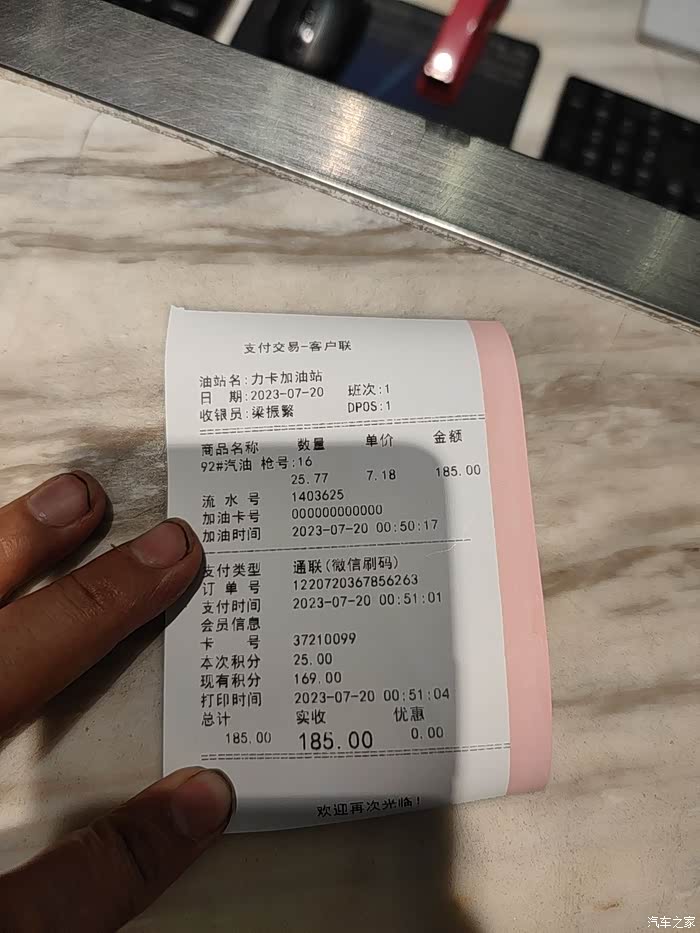 支付交易-客户联
油站名:力卡加油站
日 期:2023-07-20 班次:1
收银员:梁振繁 DPOS:1
商品名称 数量 单价 金额
92#汽油 枪号:16
25.77 7.18 185.00
流 水 号 1403625
加油卡号 000000000000
加油时间 2023-07-20 00:50:17
支付类型 通联(微信刷码)
订 单 号 1220720367856263
支付时间 2023-07-20 00:51:01
会员信息
卡 号 37210099
本次积分 25.00
现有积分 169.00
打印时间 2023-07-20 00:51:04
总计 实收 优惠
185.00 185.00 0.00
欢迎再次光临!
汽车之家